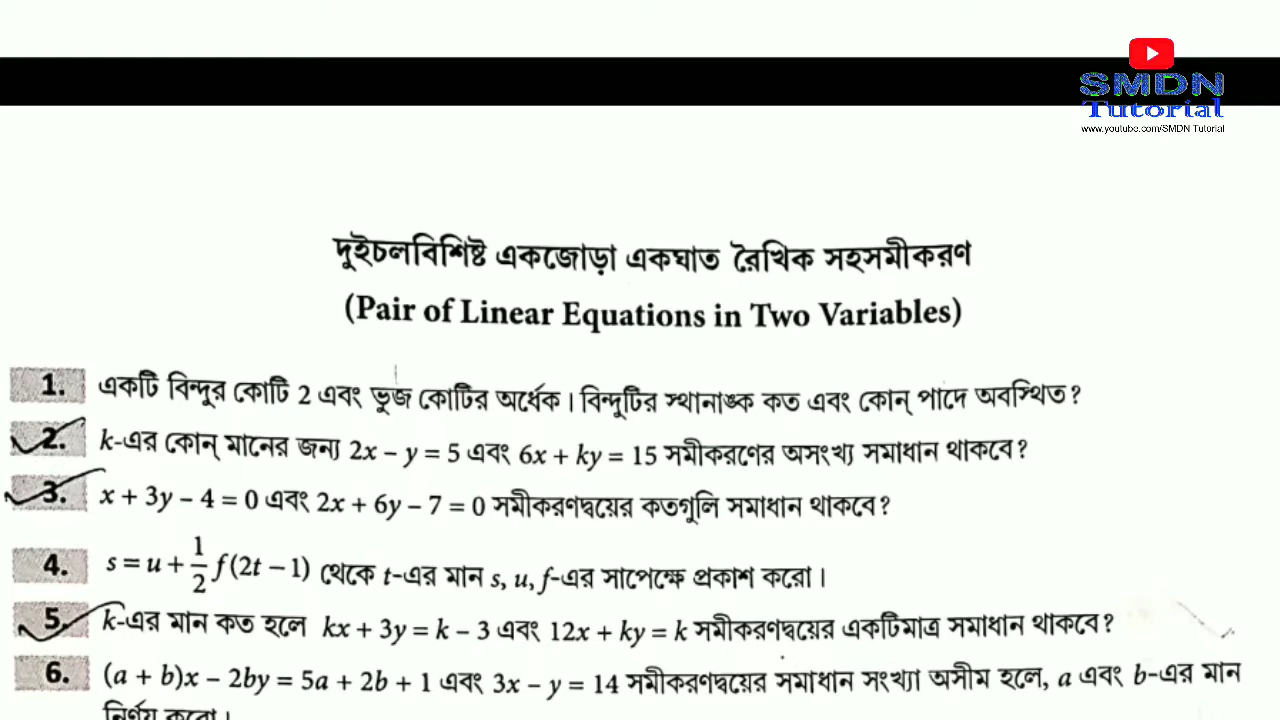 SMDN
Tutorial
www.youtube.com/SMDN Tutorial
দুইচলবিশিষ্ট একজোড়া একঘাত রৈখিক সহসমীকরণ
(Pair of Linear Equations in Two Variables)
1. একটি বিন্দুর কোটি 2 এবং ভুজ কোটির অর্ধেক। বিন্দুটির স্থানাঙ্ক কত এবং কোন্ পাদে অবস্থিত?
2. k-এর কোন্ মানের জন্য 2x – y = 5 এবং 6x + ky = 15 সমীকরণের অসংখ্য সমাধান থাকবে?
3. x + 3y – 4 = 0 এবং 2x + 6y – 7 = 0 সমীকরণদ্বয়ের কতগুলি সমাধান থাকবে?
4. s = u + 1/2 f(2t – 1) থেকে t-এর মান s, u, f-এর সাপেক্ষে প্রকাশ করো।
5. k-এর মান কত হলে kx + 3y = k – 3 এবং 12x + ky = k সমীকরণদ্বয়ের একটিমাত্র সমাধান থাকবে?
6. (a + b)x – 2by = 5a + 2b + 1 এবং 3x – y = 14 সমীকরণদ্বয়ের সমাধান সংখ্যা অসীম হলে, a এবং b-এর মান
নির্ণয় করো।